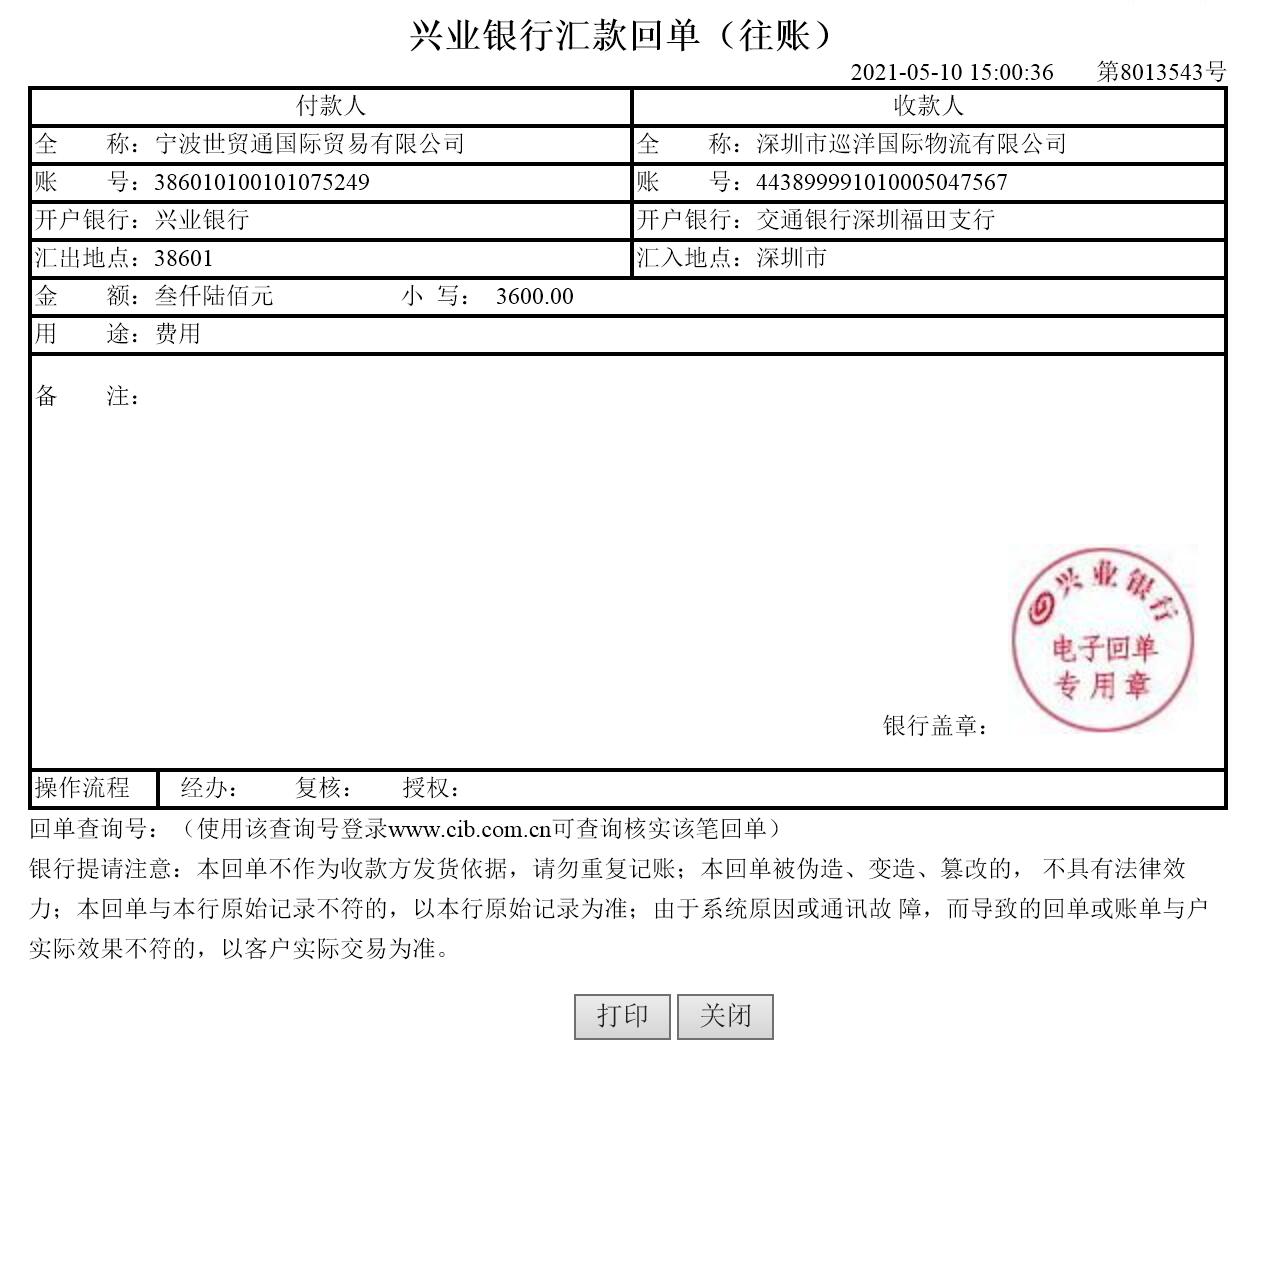 兴业银行汇款回单（往账）
2021-05-10 15:00:36 第8013543号
付款人 收款人
全 称：宁波世贸通国际贸易有限公司 全 称：深圳市巡洋国际物流有限公司
账 号：386010100101075249 账 号：443899991010005047567
开户银行：兴业银行 开户银行：交通银行深圳福田支行
汇出地点：38601 汇入地点：深圳市
金 额：叁仟陆佰元 小 写： 3600.00
用 途：费用
备 注：
兴业银行
电子回单
专用章
银行盖章：
操作流程 经办： 复核： 授权：
回单查询号：（使用该查询号登录www.cib.com.cn可查询核实该笔回单）
银行提请注意：本回单不作为收款方发货依据，请勿重复记账；本回单被伪造、变造、篡改的， 不具有法律效
力；本回单与本行原始记录不符的，以本行原始记录为准；由于系统原因或通讯故 障，而导致的回单或账单与户
实际效果不符的，以客户实际交易为准。
打印 关闭